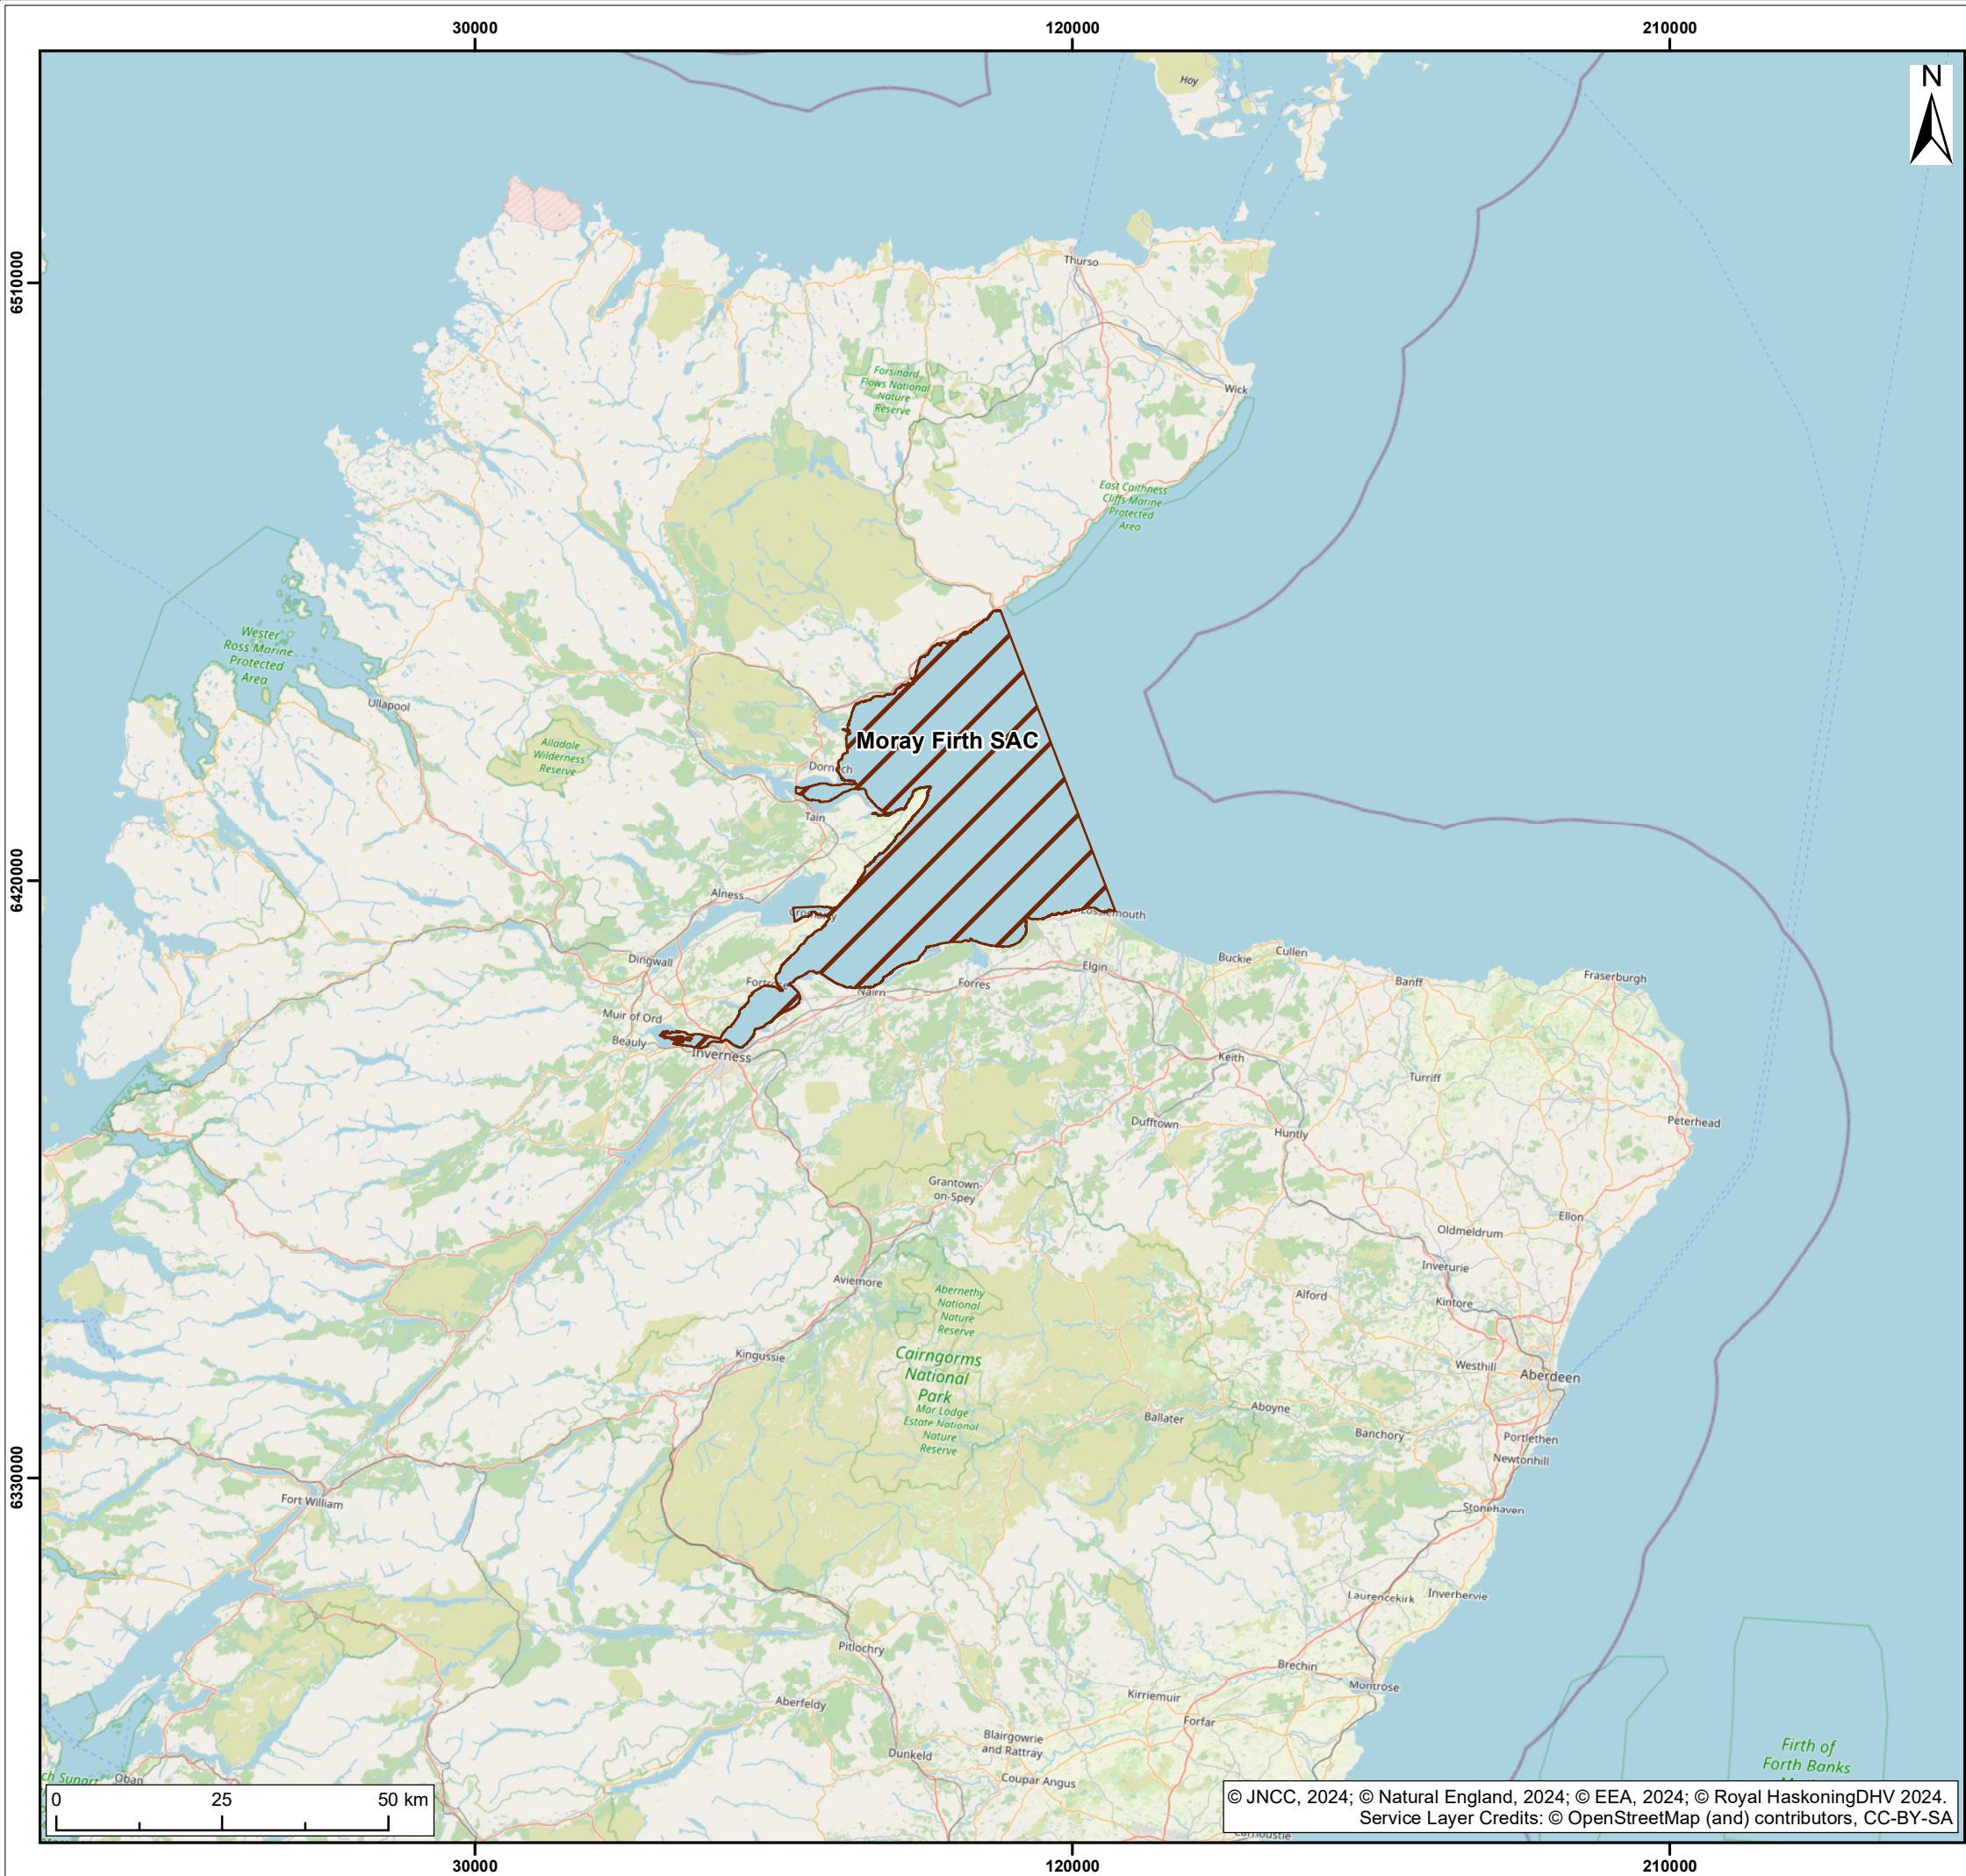 30000
120000
210000
N
Hoy
6510000
Thurso
Forsinard
Flows National
Nature
Reserve
Wick
East Caithness
Cliffs Marine
Protected
Area
Wester
Ross Marine
Protected
Area
Ullapool
Alladale
Wilderness
Reserve
Moray Firth SAC
Dornoch
Tain
6420000
Alness
Cromarty
Lossiemouth
Dingwall
Elgin
Buckie
Cullen
Banff
Fraserburgh
Fortrose
Nairn
Forres
Muir of Ord
Beauly
Inverness
Keith
Turriff
Dufftown
Huntly
Peterhead
Grantown-
on-Spey
Ellon
Oldmeldrum
Inverurie
Aviemore
Abernethy
National
Nature
Reserve
Alford
Kintore
Kingussie
Cairngorms
National
Park
Westhill
Aberdeen
Mar Lodge
Estate National
Nature
Reserve
Ballater
Aboyne
Banchory
Portlethen
Newtonhill
6330000
Fort William
Stonehaven
Laurencekirk
Inverbervie
Pitlochry
Brechin
Montrose
Aberfeldy
Kirriemuir
Forfar
Blairgowrie
and Rattray
Dunkeld
Coupar Angus
Firth of
Forth Banks
ch Sunart
Oban
0
25
50 km
© JNCC, 2024; © Natural England, 2024; © EEA, 2024; © Royal HaskoningDHV 2024.
Service Layer Credits: © OpenStreetMap (and) contributors, CC-BY-SA
Carnoustie
30000
120000
210000